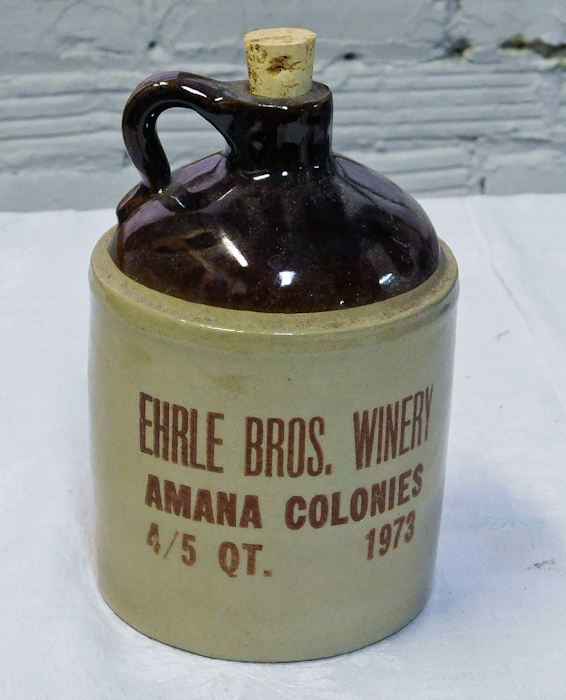 EHRLE BROS. WINERY
AMANA COLONIES
4/5 QT. 1973